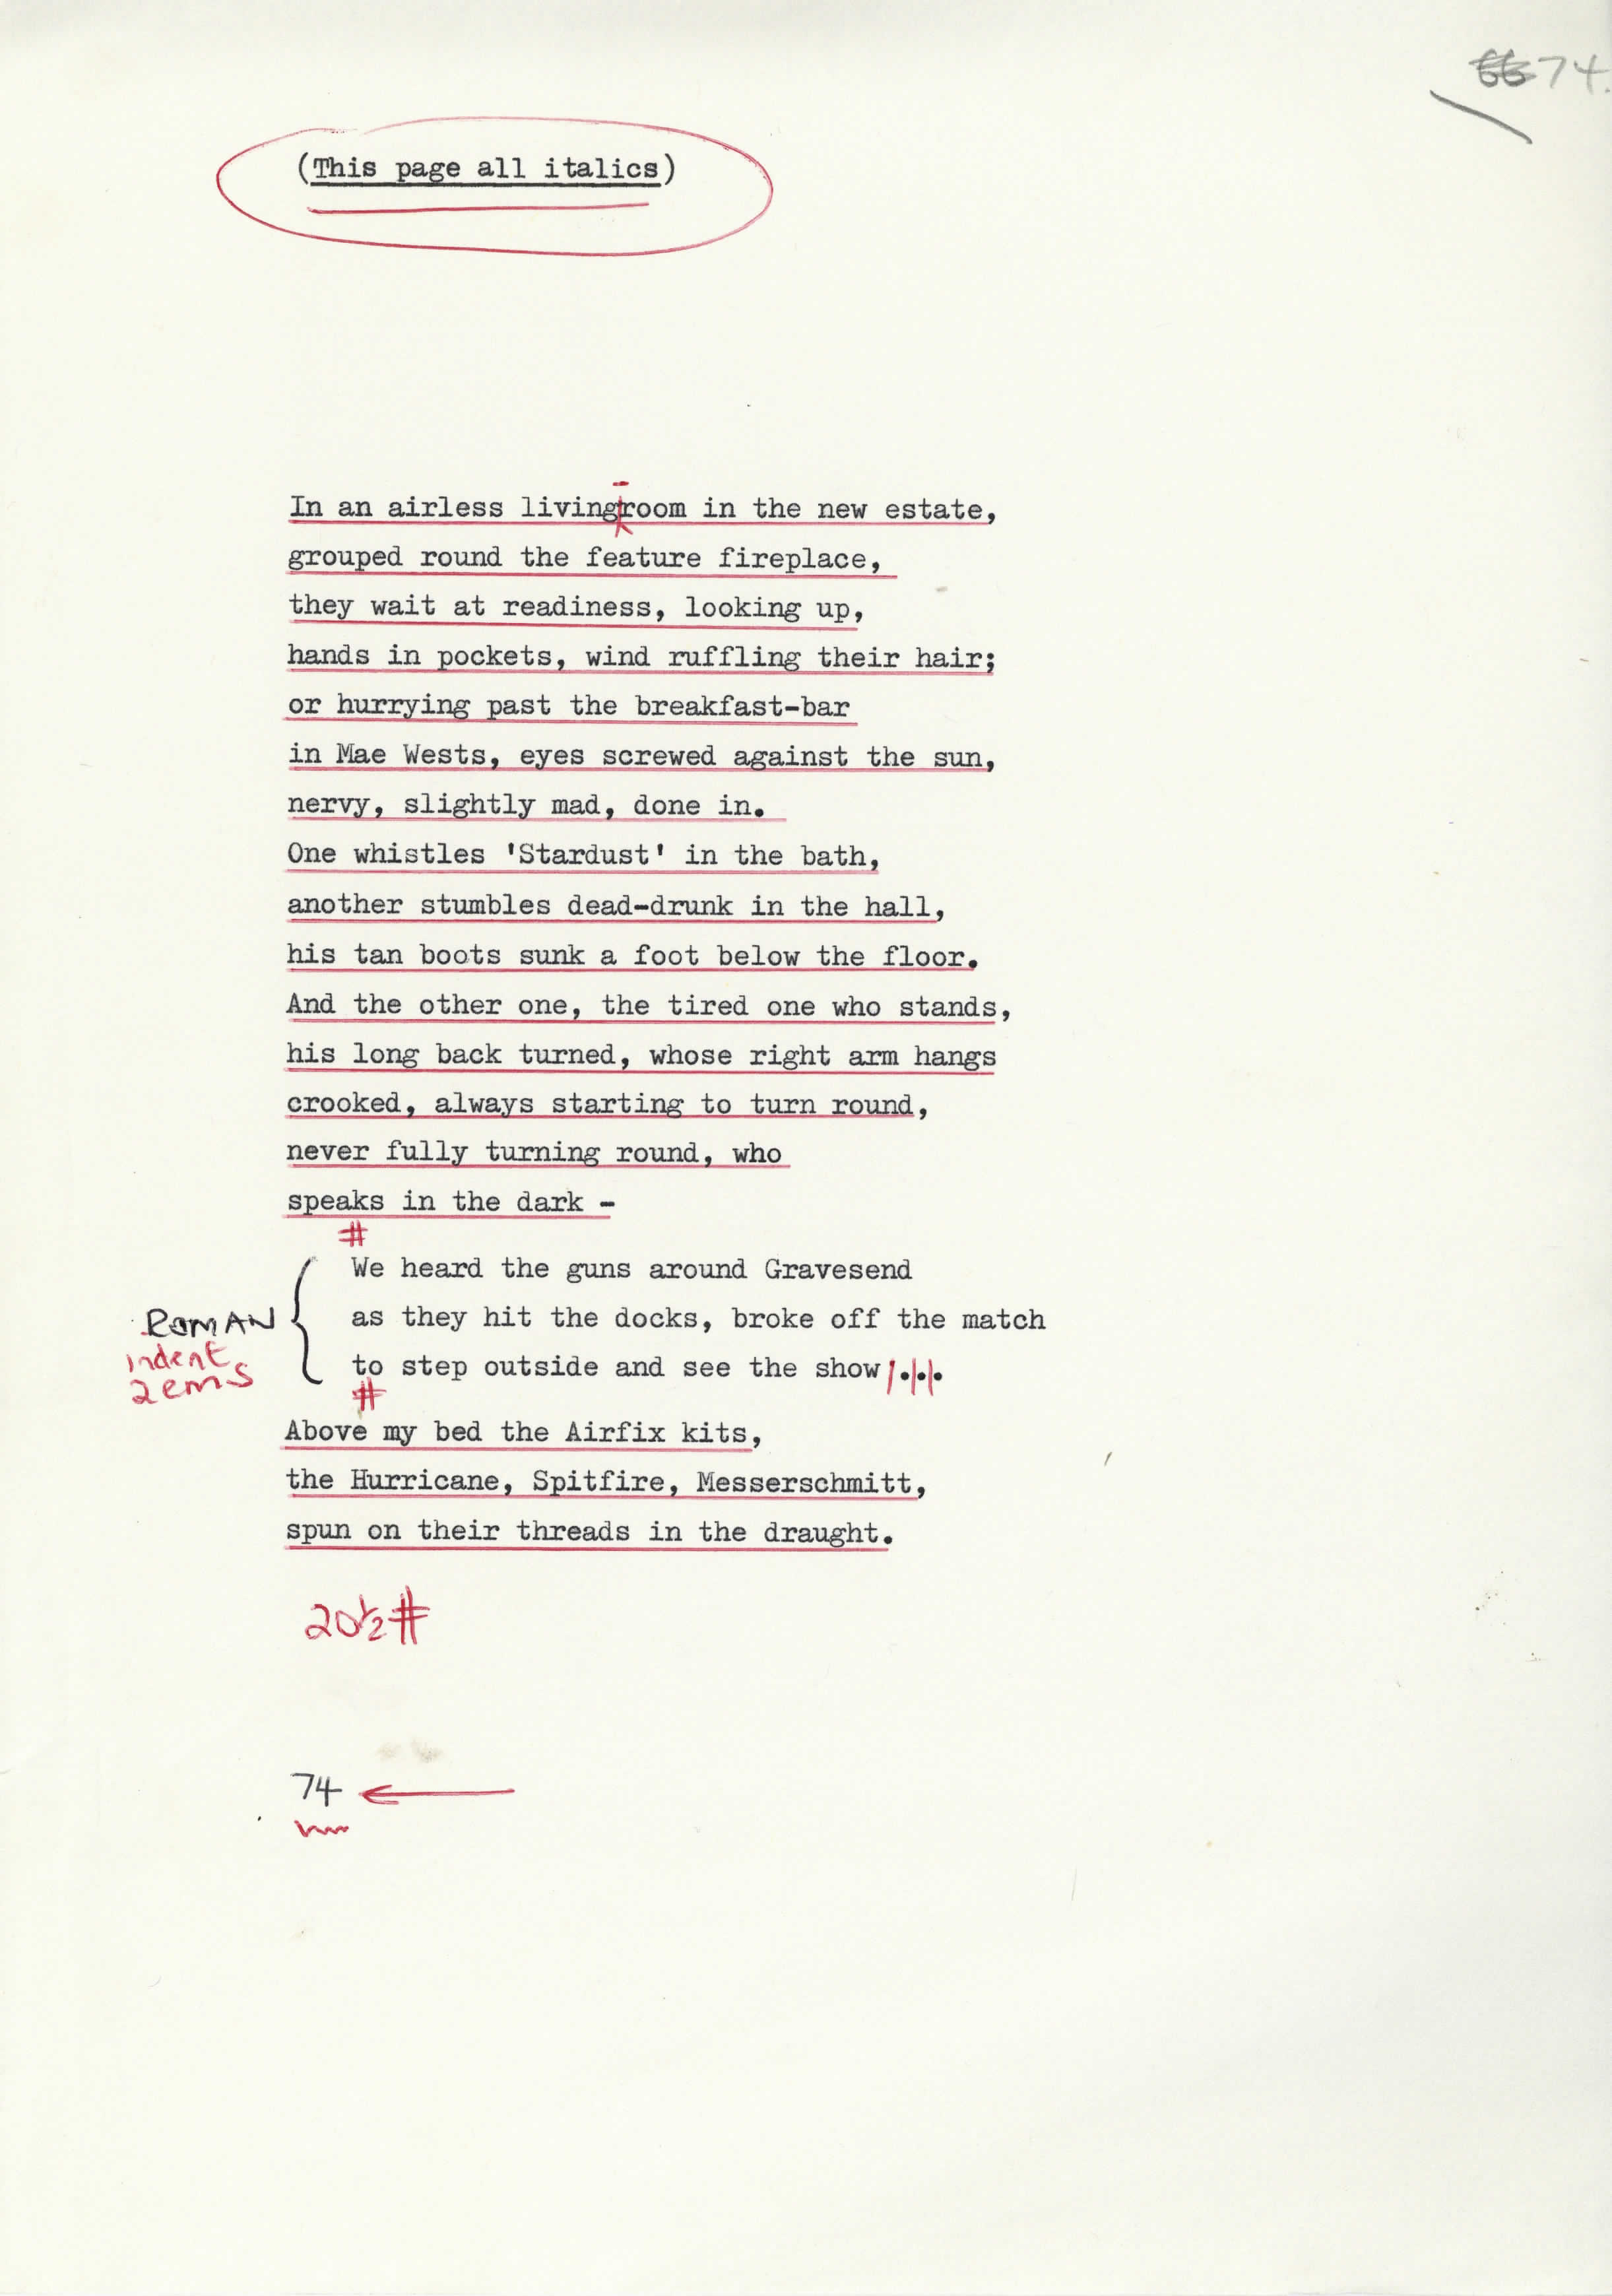 66 74.
(This page all italics)
In an airless living-room in the new estate,
grouped round the feature fireplace,
they wait at readiness, looking up,
hands in pockets, wind ruffling their hair;
or hurrying past the breakfast-bar
in Mae Wests, eyes screwed against the sun,
nervy, slightly mad, done in.
One whistles 'Stardust' in the bath,
another stumbles dead-drunk in the hall,
his tan boots sunk a foot below the floor.
And the other one, the tired one who stands,
his long back turned, whose right arm hangs
crooked, always starting to turn round,
never fully turning round, who
speaks in the dark -
#
We heard the guns around Gravesend
ROMAN as they hit the docks, broke off the match
indent to step outside and see the show...
2 ems #
Above my bed the Airfix kits,
the Hurricane, Spitfire, Messerschmitt,
spun on their threads in the draught.
20½#
74